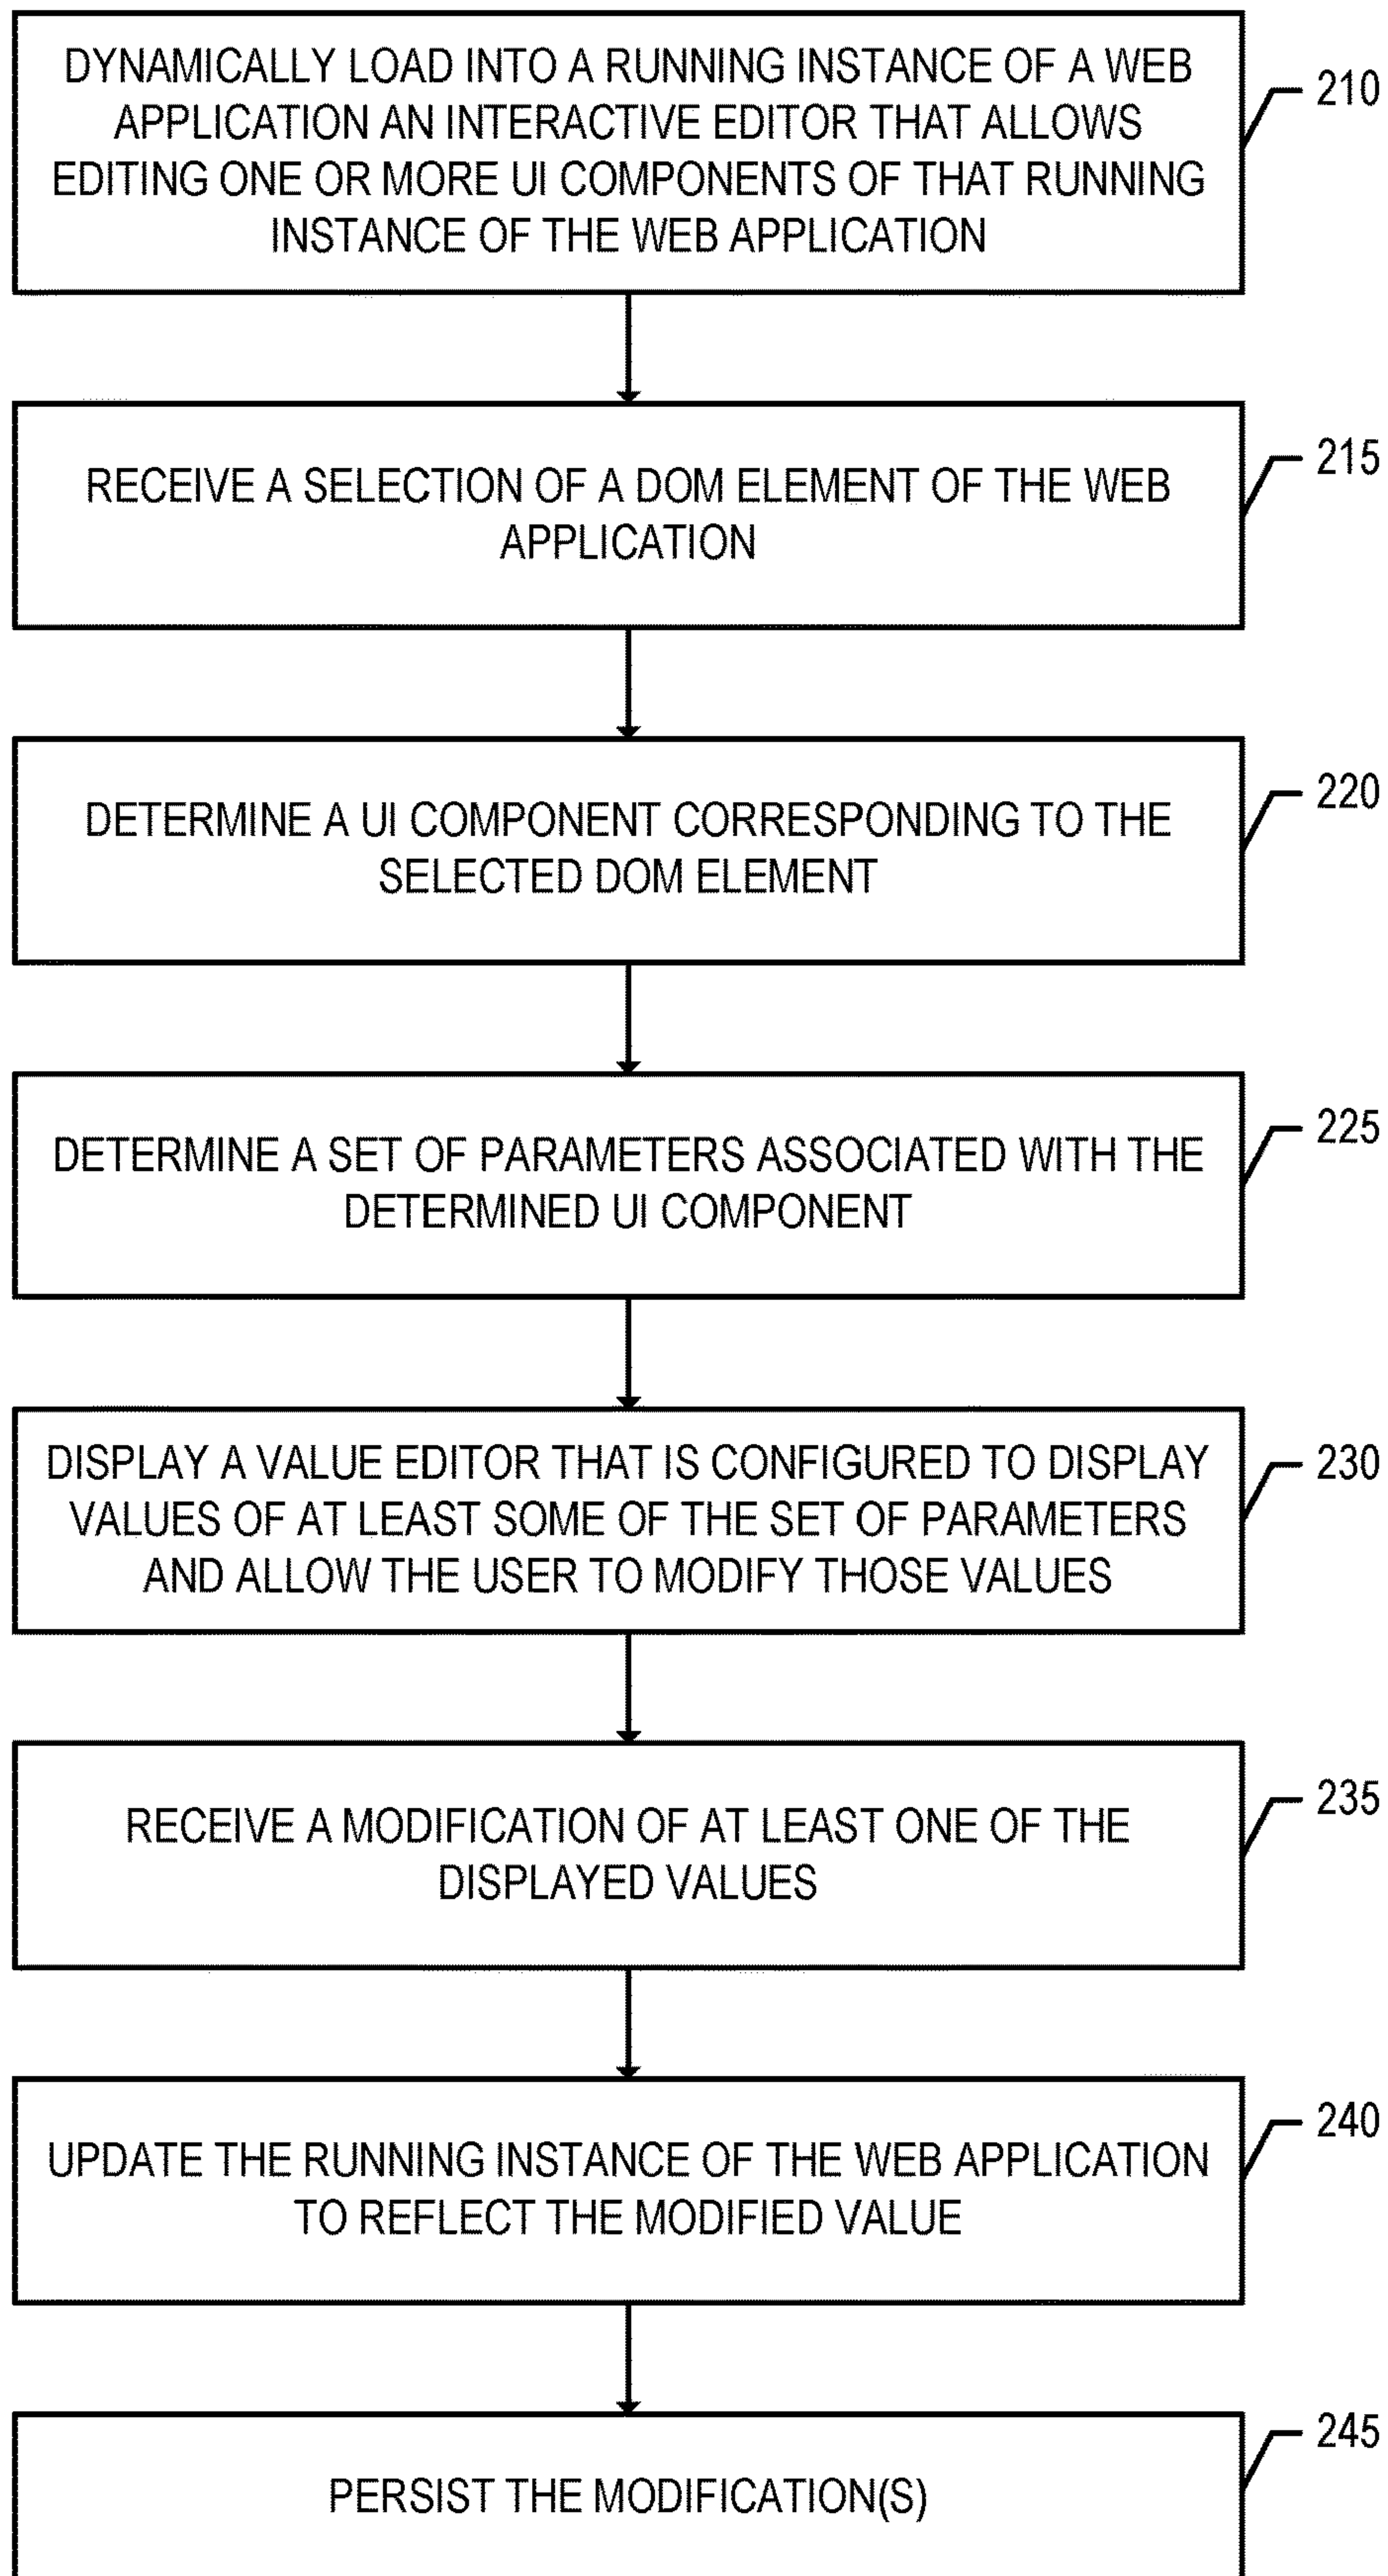 DYNAMICALLY LOAD INTO A RUNNING INSTANCE OF A WEB
APPLICATION AN INTERACTIVE EDITOR THAT ALLOWS
EDITING ONE OR MORE UI COMPONENTS OF THAT RUNNING
INSTANCE OF THE WEB APPLICATION
210
RECEIVE A SELECTION OF A DOM ELEMENT OF THE WEB
APPLICATION
215
DETERMINE A UI COMPONENT CORRESPONDING TO THE
SELECTED DOM ELEMENT
220
DETERMINE A SET OF PARAMETERS ASSOCIATED WITH THE
DETERMINED UI COMPONENT
225
DISPLAY A VALUE EDITOR THAT IS CONFIGURED TO DISPLAY
VALUES OF AT LEAST SOME OF THE SET OF PARAMETERS
AND ALLOW THE USER TO MODIFY THOSE VALUES
230
RECEIVE A MODIFICATION OF AT LEAST ONE OF THE
DISPLAYED VALUES
235
UPDATE THE RUNNING INSTANCE OF THE WEB APPLICATION
TO REFLECT THE MODIFIED VALUE
240
PERSIST THE MODIFICATION(S)
245